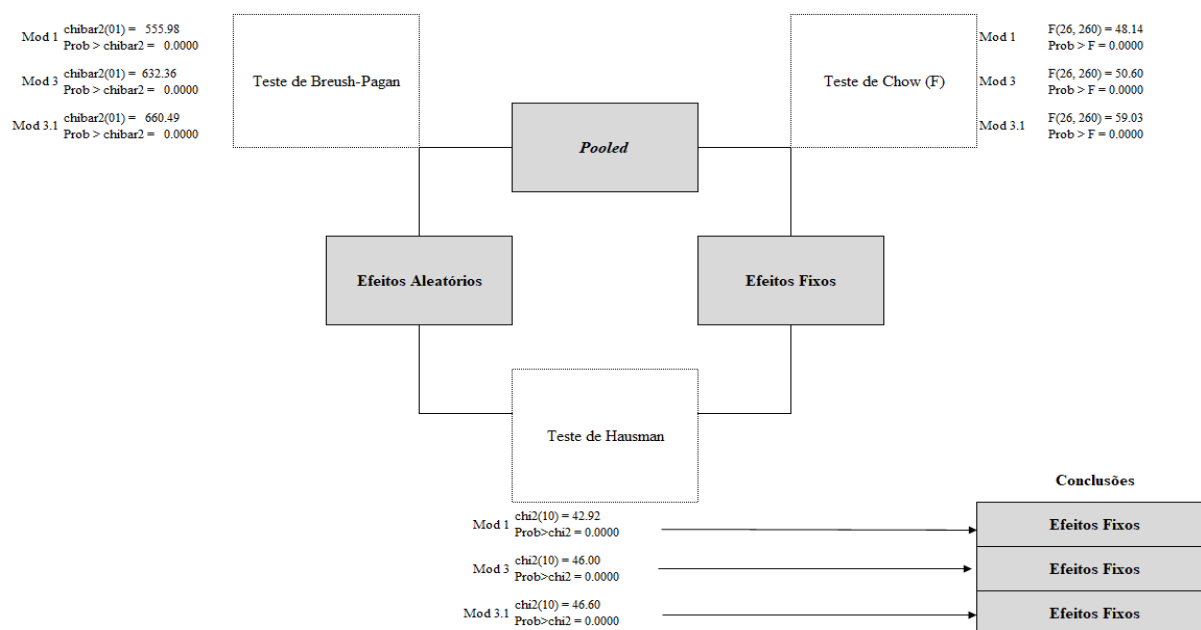 Mod 1
chibar2(01) = 555.98
Prob > chibar2 = 0.0000
Mod 3
chibar2(01) = 632.36
Prob > chibar2 = 0.0000
Mod 3.1
chibar2(01) = 660.49
Prob > chibar2 = 0.0000
Teste de Breush-Pagan
Pooled
Teste de Chow (F)
Mod 1
F(26, 260) = 48.14
Prob > F = 0.0000
Mod 3
F(26, 260) = 50.60
Prob > F = 0.0000
Mod 3.1
F(26, 260) = 59.03
Prob > F = 0.0000
Efeitos Aleatórios
Efeitos Fixos
Teste de Hausman
Mod 1
chi2(10) = 42.92
Prob>chi2 = 0.0000
Mod 3
chi2(10) = 46.00
Prob>chi2 = 0.0000
Mod 3.1
chi2(10) = 46.60
Prob>chi2 = 0.0000
Conclusões
Efeitos Fixos
Efeitos Fixos
Efeitos Fixos